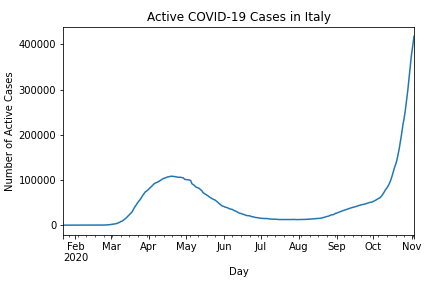 Active COVID-19 Cases in Italy
Number of Active Cases
400000
300000
200000
100000
0
Feb Mar Apr May Jun Jul Aug Sep Oct Nov
2020
Day